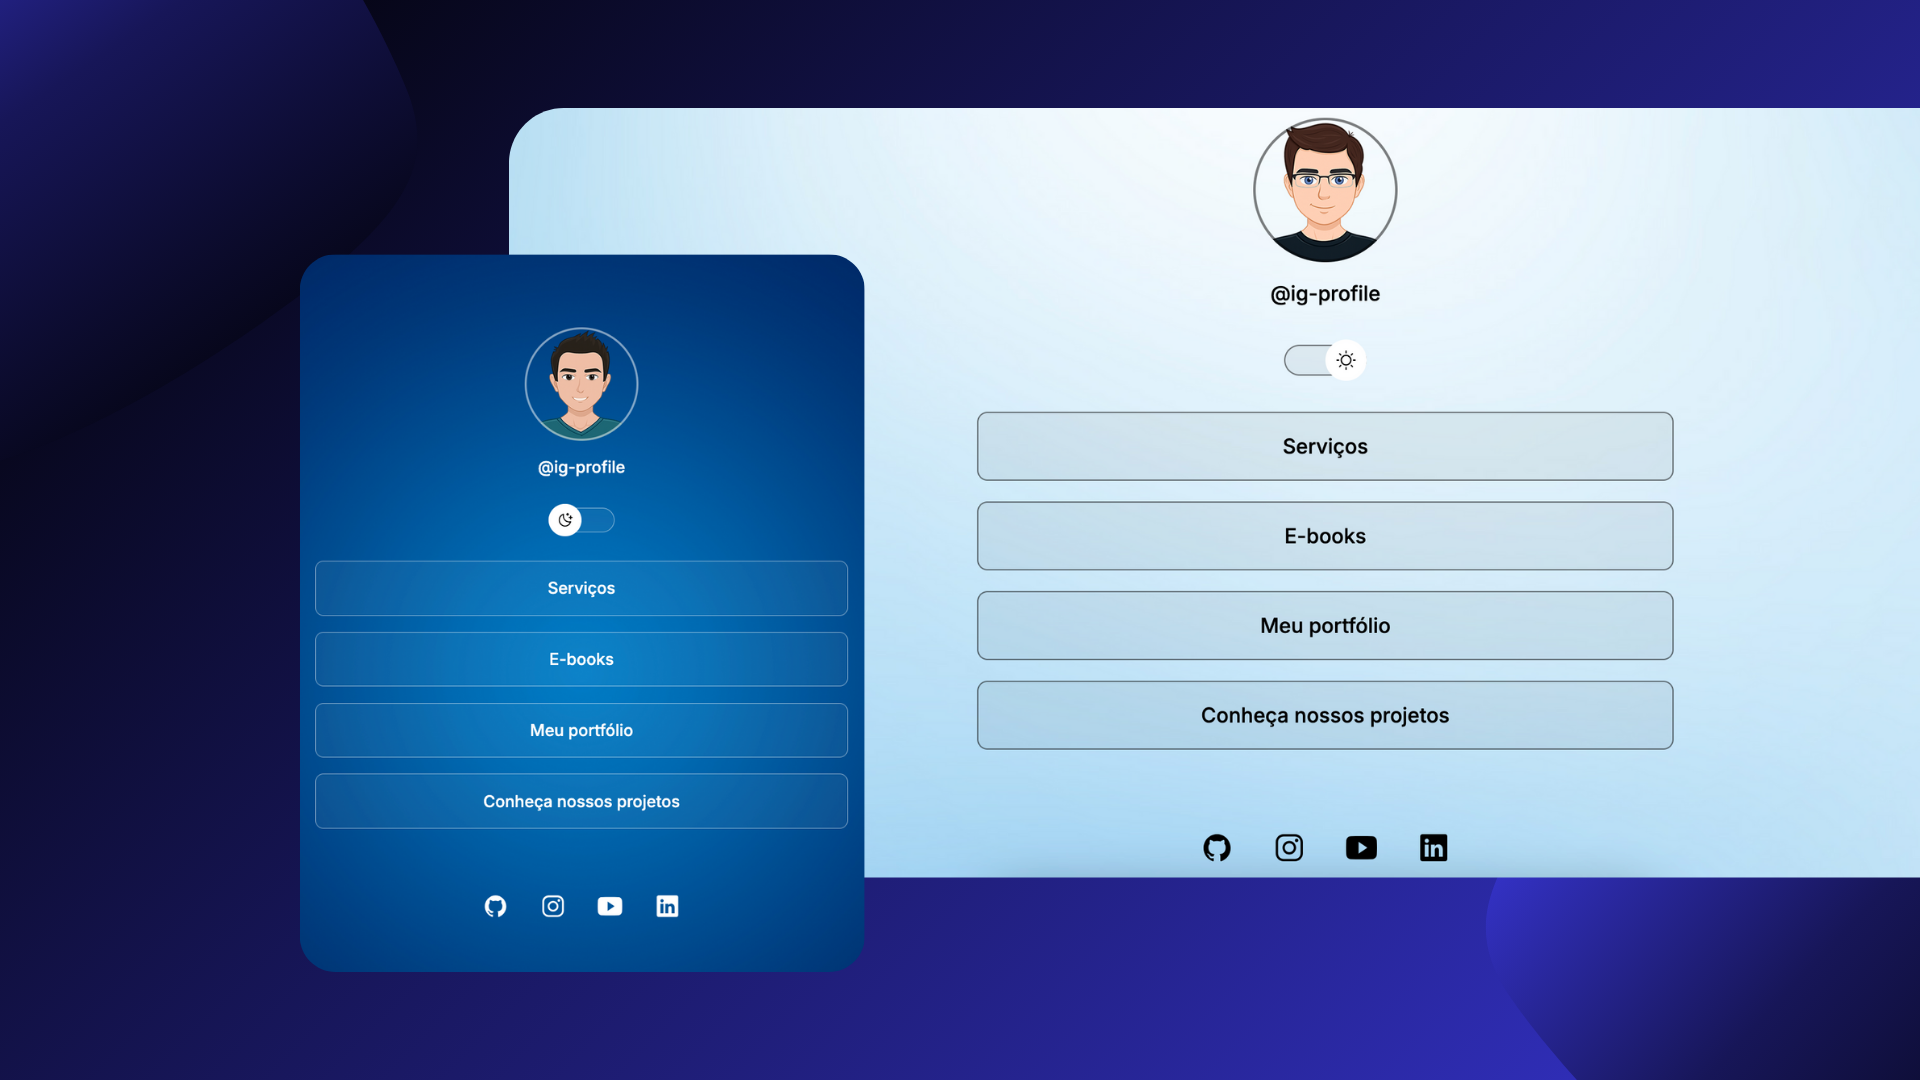 @ig-profile
Serviços
E-books
Meu portfólio
Conheça nossos projetos
@ig-profile
Serviços
E-books
Meu portfólio
Conheça nossos projetos